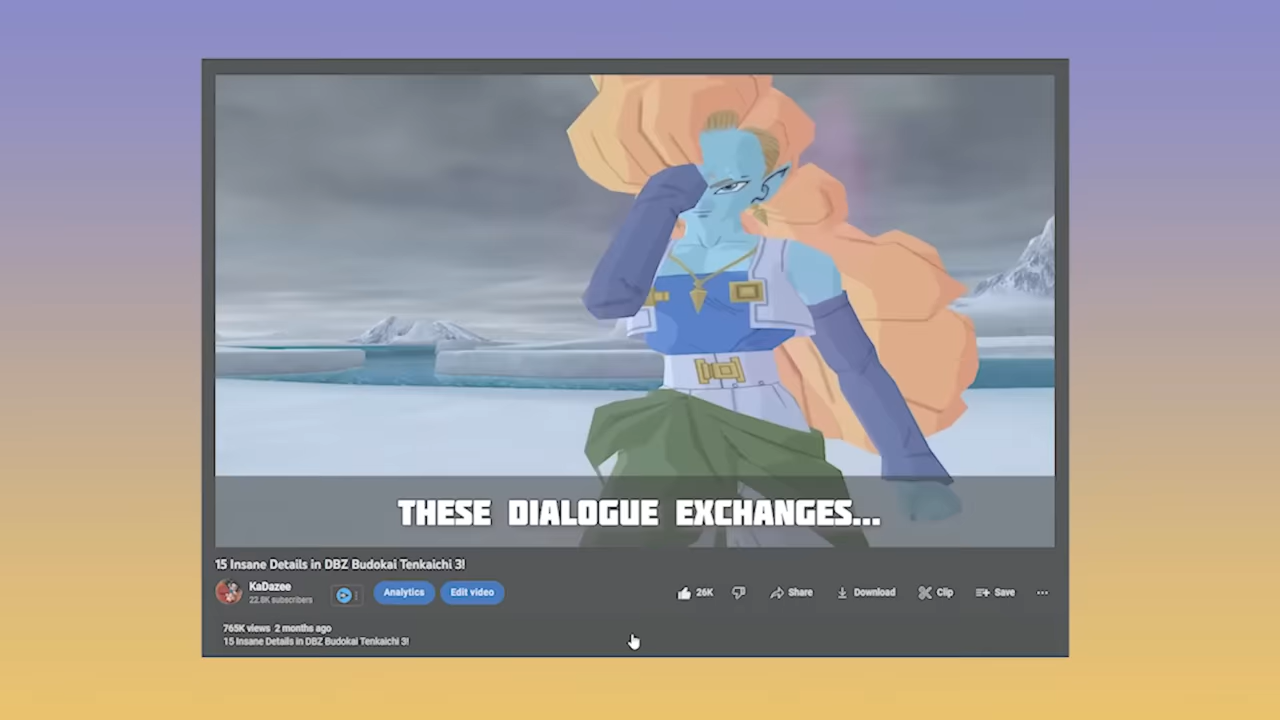 THESE DIALOGUE EXCHANGES...
15 Insane Details in DBZ Budokai Tenkaichi 3!
KaDazee
22.8K subscribers
Analytics
Edit video
26K
Share
Download
Clip
Save
765K views 2 months ago
15 Insane Details in DBZ Budokai Tenkaichi 3!